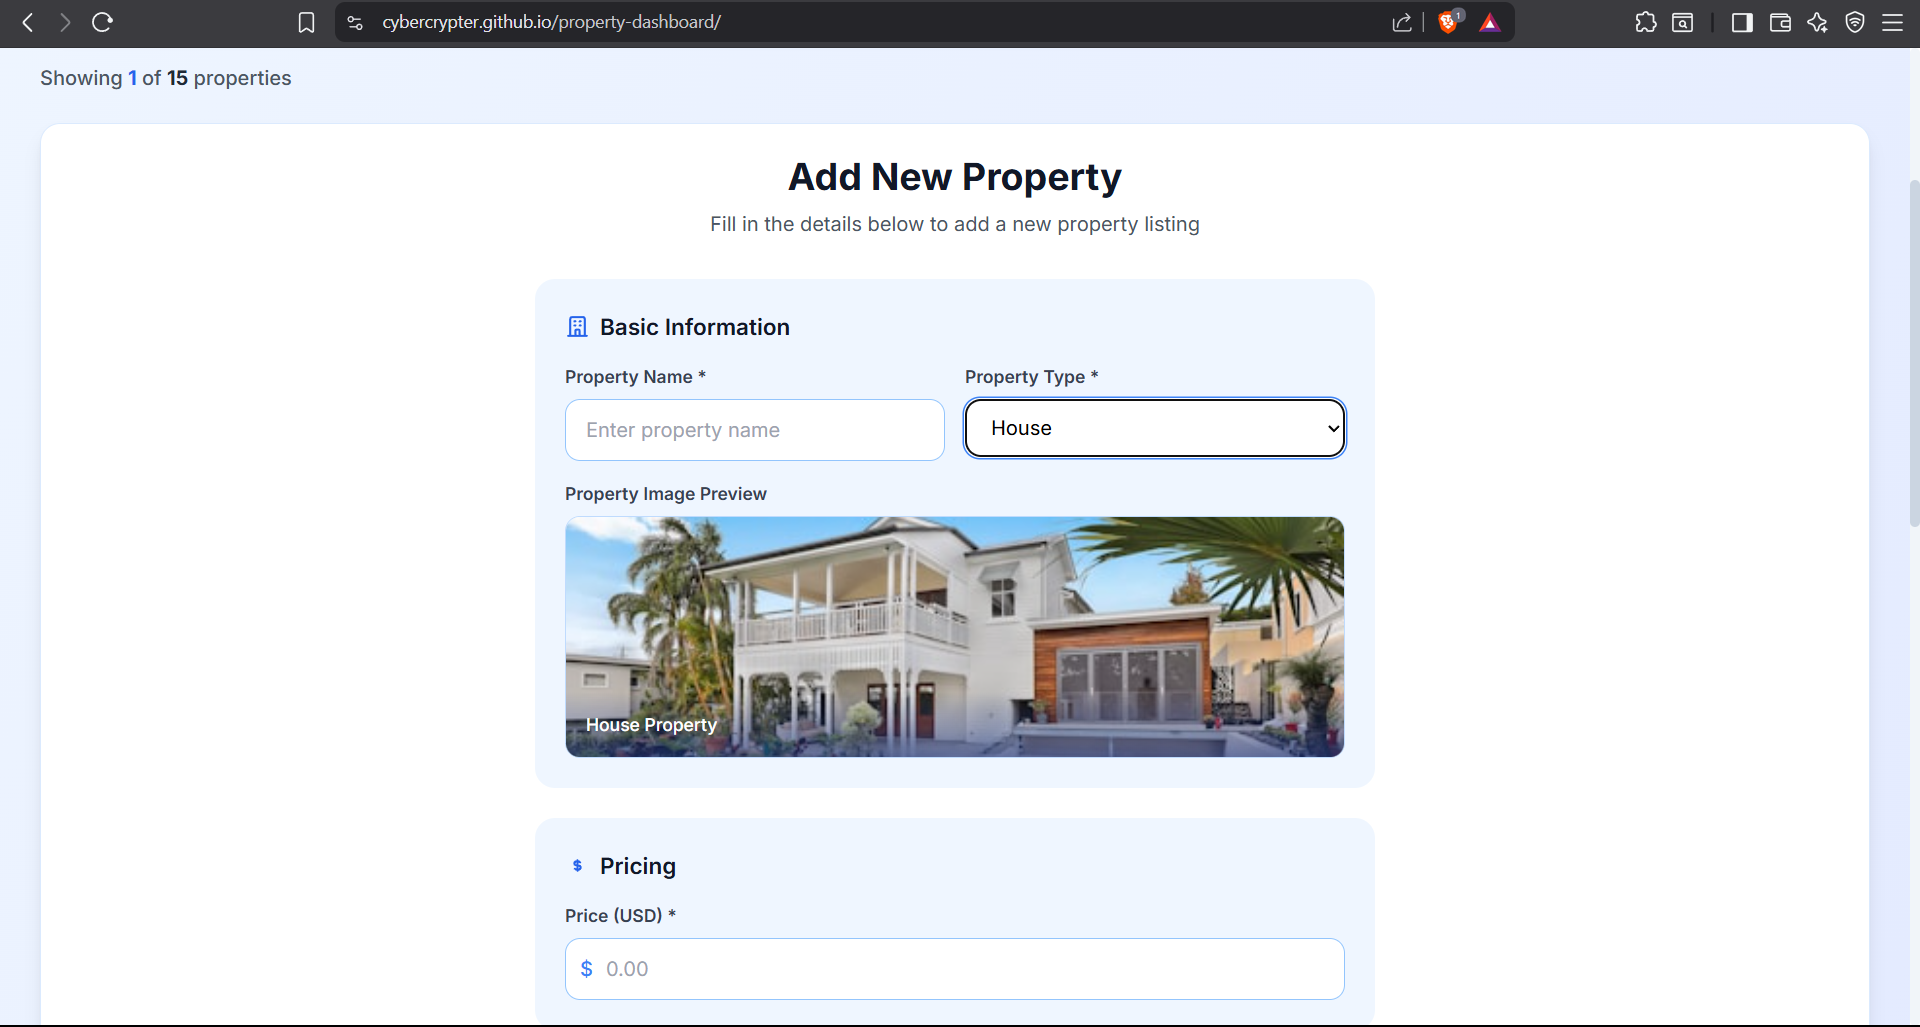 cybercrypter.github.io/property-dashboard/
1
Showing 1 of 15 properties
Add New Property
Fill in the details below to add a new property listing
Basic Information
Property Name *
Property Type *
Enter property name
House
Property Image Preview
House Property
$ Pricing
Price (USD) *
$ 0.00